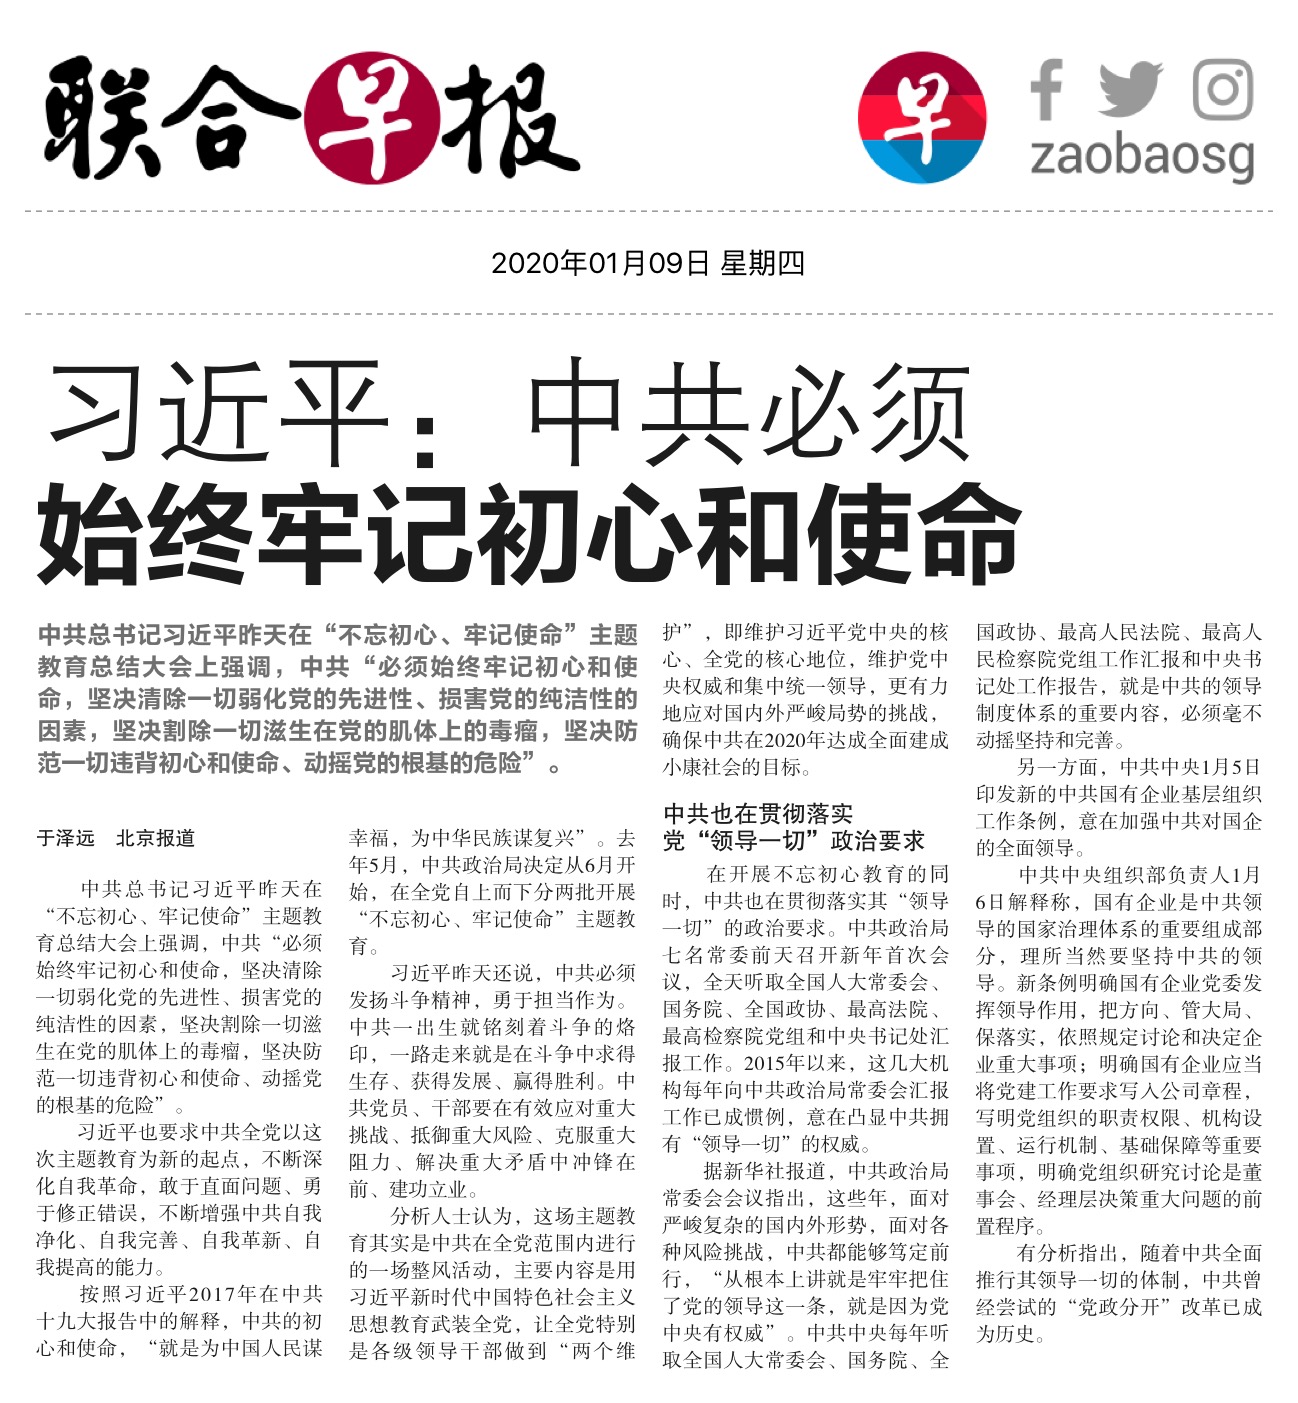 联合早报
早
zaobaosg
2020年01月09日 星期四
习近平：中共必须
始终牢记初心和使命
中共总书记习近平昨天在“不忘初心、牢记使命”主题
教育总结大会上强调，中共“必须始终牢记初心和使
命，坚决清除一切弱化党的先进性、损害党的纯洁性的
因素，坚决割除一切滋生在党的肌体上的毒瘤，坚决防
范一切违背初心和使命、动摇党的根基的危险”。
于泽远 北京报道
中共总书记习近平昨天在
“不忘初心、牢记使命”主题教
育总结大会上强调，中共“必须
始终牢记初心和使命，坚决清除
一切弱化党的先进性、损害党的
纯洁性的因素，坚决割除一切滋
生在党的肌体上的毒瘤，坚决防
范一切违背初心和使命、动摇党
的根基的危险”。
习近平也要求中共全党以这
次主题教育为新的起点，不断深
化自我革命，敢于直面问题、勇
于修正错误，不断增强中共自我
净化、自我完善、自我革新、自
我提高的能力。
按照习近平2017年在中共
十九大报告中的解释，中共的初
心和使命，“就是为中国人民谋
幸福，为中华民族谋复兴”。去
年5月，中共政治局决定从6月开
始，在全党自上而下分两批开展
“不忘初心、牢记使命”主题教
育。
习近平昨天还说，中共必须
发扬斗争精神，勇于担当作为。
中共一出生就铭刻着斗争的烙
印，一路走来就是在斗争中求得
生存、获得发展、赢得胜利。中
共党员、干部要在有效应对重大
挑战、抵御重大风险、克服重大
阻力、解决重大矛盾中冲锋在
前、建功立业。
分析人士认为，这场主题教
育其实是中共在全党范围内进行
的一场整风活动，主要内容是用
习近平新时代中国特色社会主义
思想教育武装全党，让全党特别
是各级领导干部做到“两个维
护”，即维护习近平党中央的核
心、全党的核心地位，维护党中
央权威和集中统一领导，更有力
地应对国内外严峻局势的挑战，
确保中共在2020年达成全面建成
小康社会的目标。
中共也在贯彻落实
党“领导一切”政治要求
在开展不忘初心教育的同
时，中共也在贯彻落实其“领导
一切”的政治要求。中共政治局
七名常委前天召开新年首次会
议，全天听取全国人大常委会、
国务院、全国政协、最高法院、
最高检察院党组和中央书记处汇
报工作。2015年以来，这几大机
构每年向中共政治局常委会汇报
工作已成惯例，意在凸显中共拥
有“领导一切”的权威。
据新华社报道，中共政治局
常委会会议指出，这些年，面对
严峻复杂的国内外形势，面对各
种风险挑战，中共都能够笃定前
行，“从根本上讲就是牢牢把住
了党的领导这一条，就是因为党
中央有权威”。中共中央每年听
取全国人大常委会、国务院、全
国政协、最高人民法院、最高人
民检察院党组工作汇报和中央书
记处工作报告，就是中共的领导
制度体系的重要内容，必须毫不
动摇坚持和完善。
另一方面，中共中央1月5日
印发新的中共国有企业基层组织
工作条例，意在加强中共对国企
的全面领导。
中共中央组织部负责人1月
6日解释称，国有企业是中共领
导的国家治理体系的重要组成部
分，理所当然要坚持中共的领
导。新条例明确国有企业党委发
挥领导作用，把方向、管大局、
保落实，依照规定讨论和决定企
业重大事项；明确国有企业应当
将党建工作要求写入公司章程，
写明党组织的职责权限、机构设
置、运行机制、基础保障等重要
事项，明确党组织研究讨论是董
事会、经理层决策重大问题的前
置程序。
有分析指出，随着中共全面
推行其领导一切的体制，中共曾
经尝试的“党政分开”改革已成
为历史。